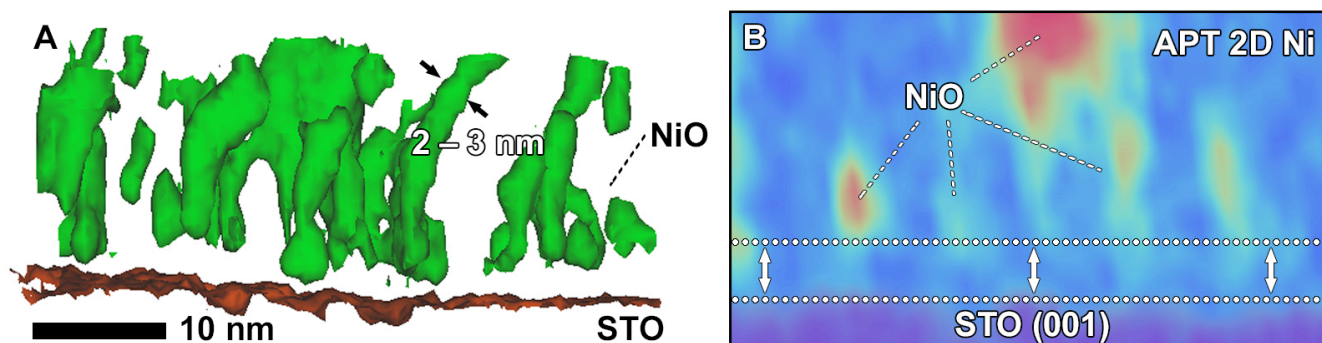 A
2 – 3 nm
NiO
10 nm
STO
B
APT 2D Ni
NiO
STO (001)